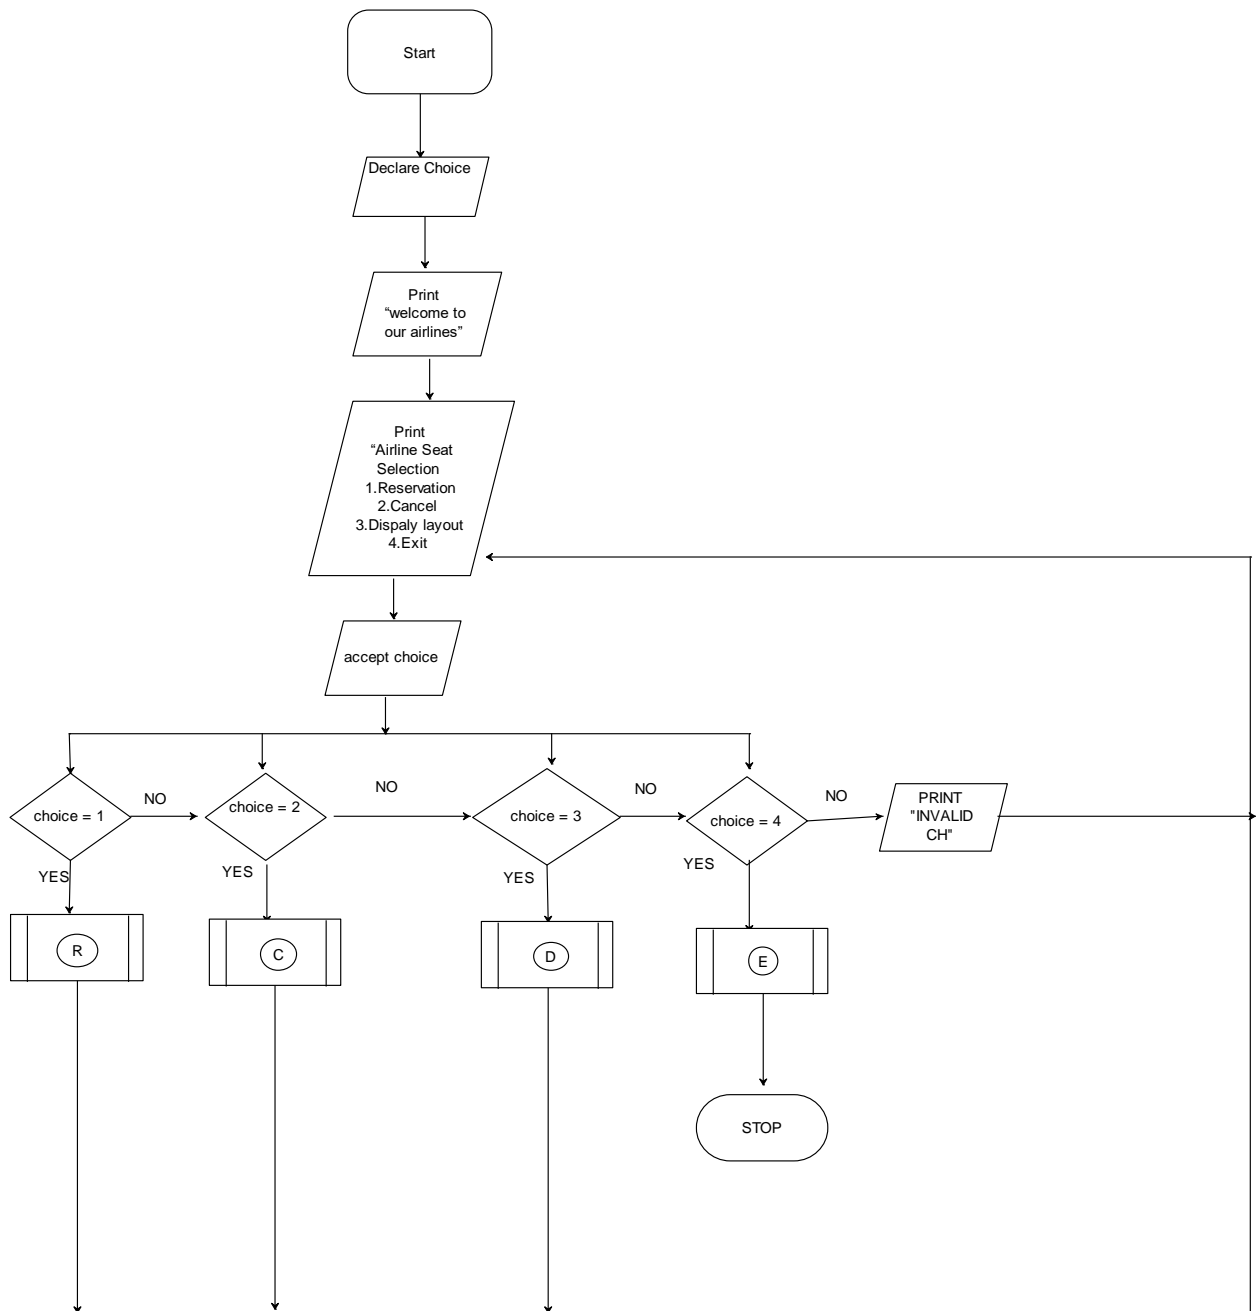 Start
Declare Choice
Print
“welcome to
our airlines”
Print
“Airline Seat
Selection
1.Reservation
2.Cancel
3.Dispaly layout
4.Exit
accept choice
choice = 1
NO
choice = 2
NO
choice = 3
NO
choice = 4
NO
PRINT
"INVALID
CH"
YES
YES
YES
YES
R
C
D
E
STOP